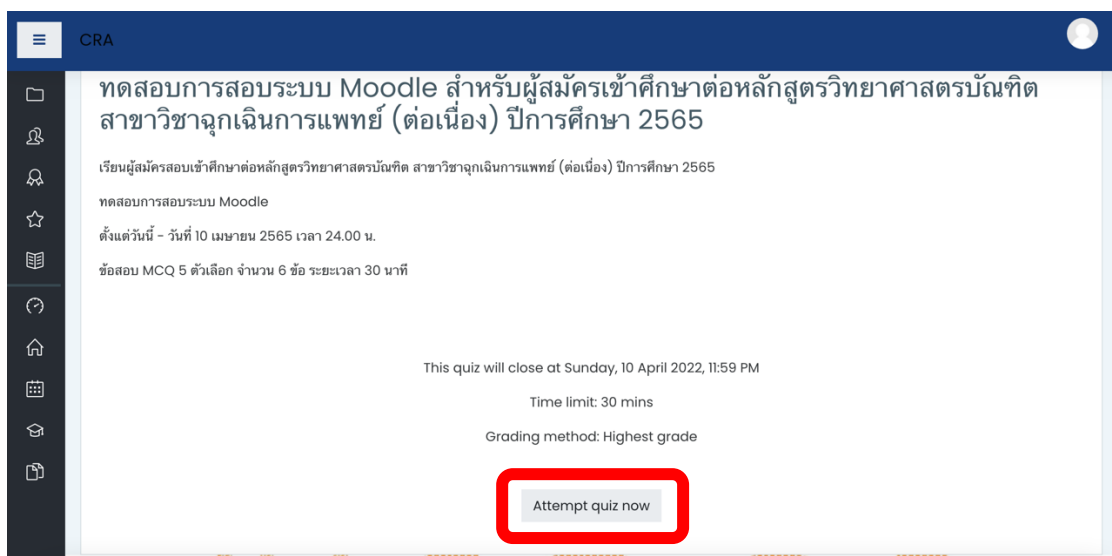 CRA
ทดสอบการสอบระบบ Moodle สำหรับผู้สมัครเข้าศึกษาต่อหลักสูตรวิทยาศาสตรบัณฑิต
สาขาวิชาฉุกเฉินการแพทย์ (ต่อเนื่อง) ปีการศึกษา 2565
เรียนผู้สมัครสอบเข้าศึกษาต่อหลักสูตรวิทยาศาสตรบัณฑิต สาขาวิชาฉุกเฉินการแพทย์ (ต่อเนื่อง) ปีการศึกษา 2565
ทดสอบการสอบระบบ Moodle
ตั้งแต่วันนี้ - วันที่ 10 เมษายน 2565 เวลา 24.00 น.
ข้อสอบ MCQ 5 ตัวเลือก จำนวน 6 ข้อ ระยะเวลา 30 นาที
This quiz will close at Sunday, 10 April 2022, 11:59 PM
Time limit: 30 mins
Grading method: Highest grade
Attempt quiz now